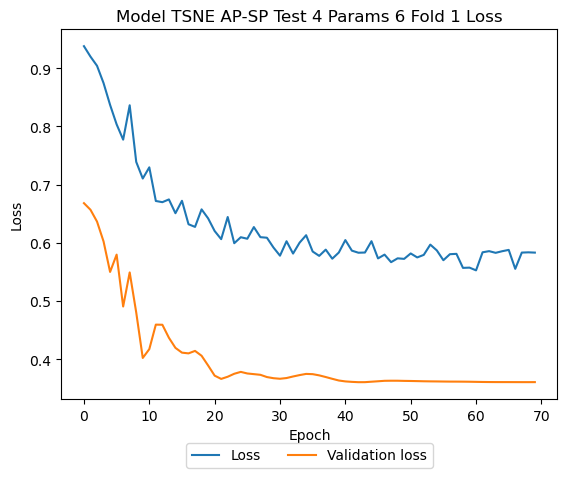 Model TSNE AP-SP Test 4 Params 6 Fold 1 Loss
Loss
0.9
0.8
0.7
0.6
0.5
0.4
0 10 20 30 40 50 60 70
Epoch
Loss Validation loss